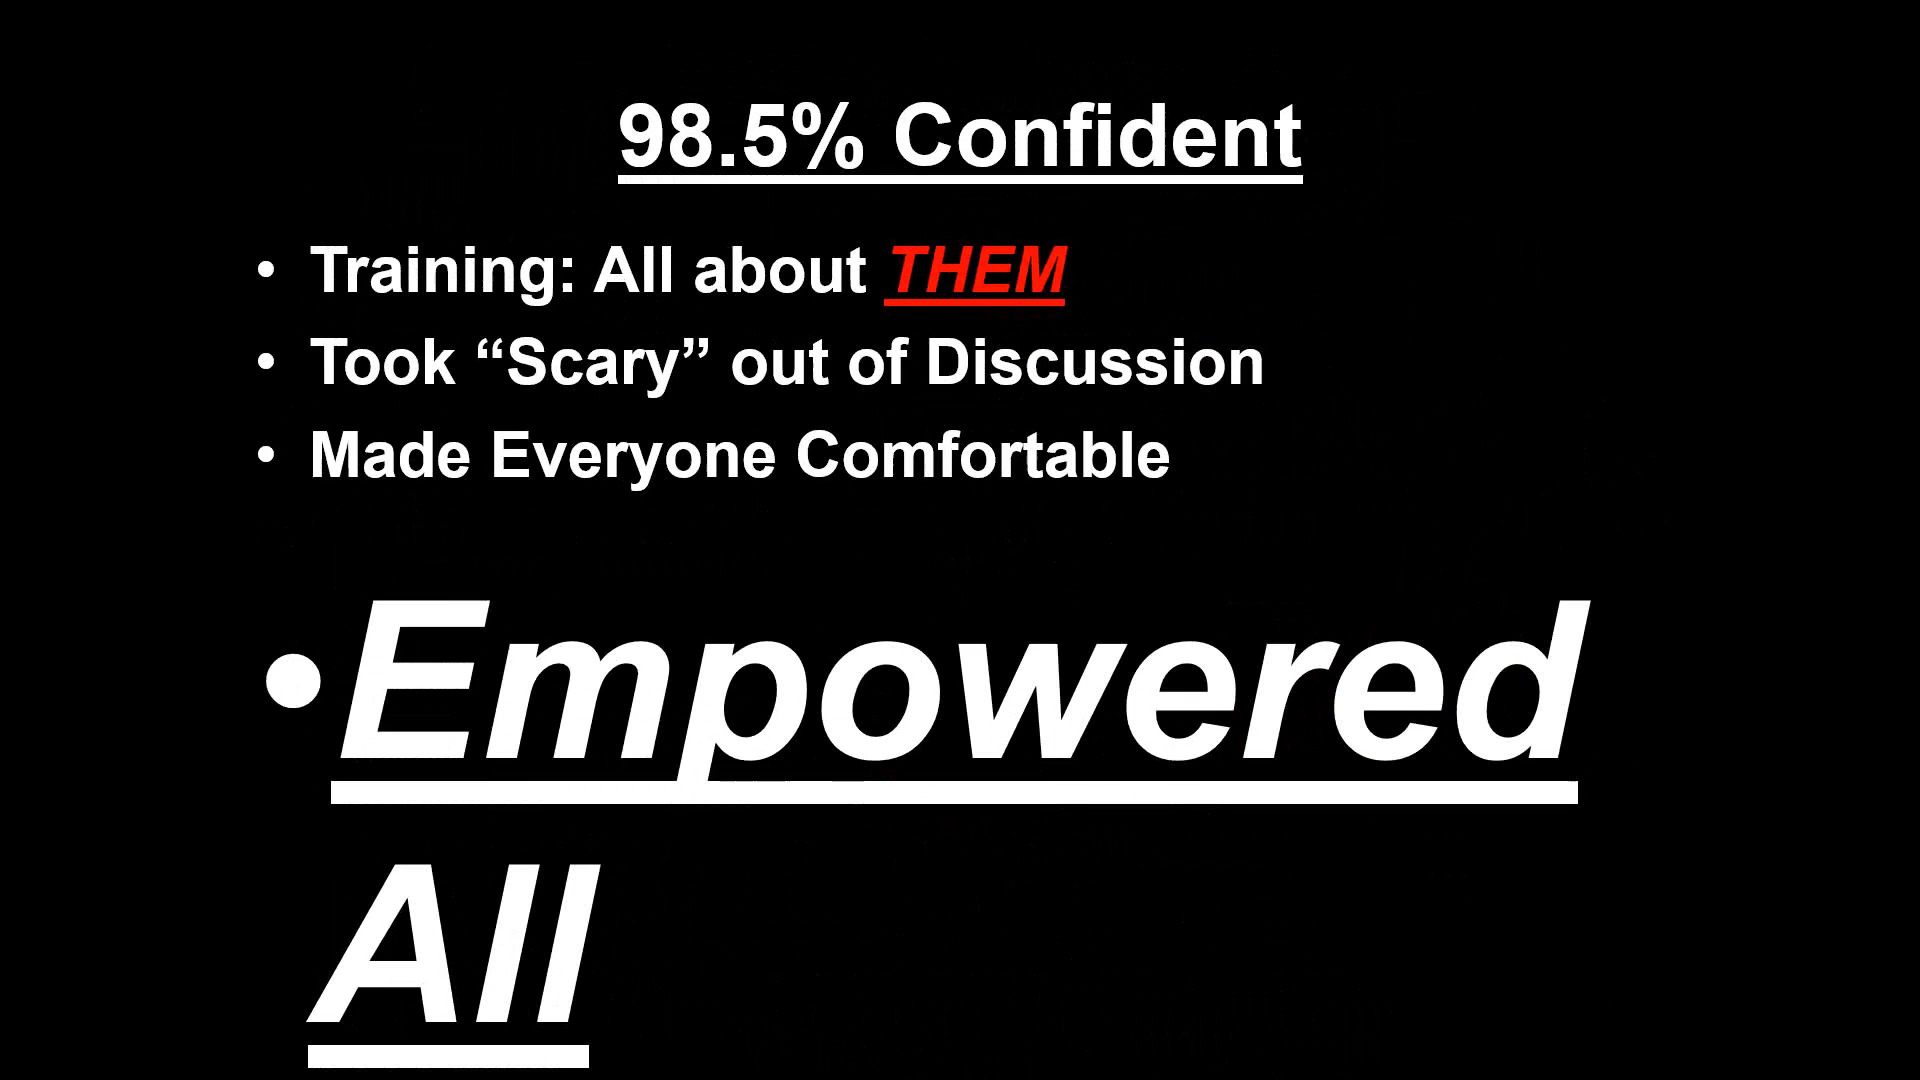 98.5% Confident
• Training: All about THEM
• Took “Scary” out of Discussion
• Made Everyone Comfortable
• Empowered
All